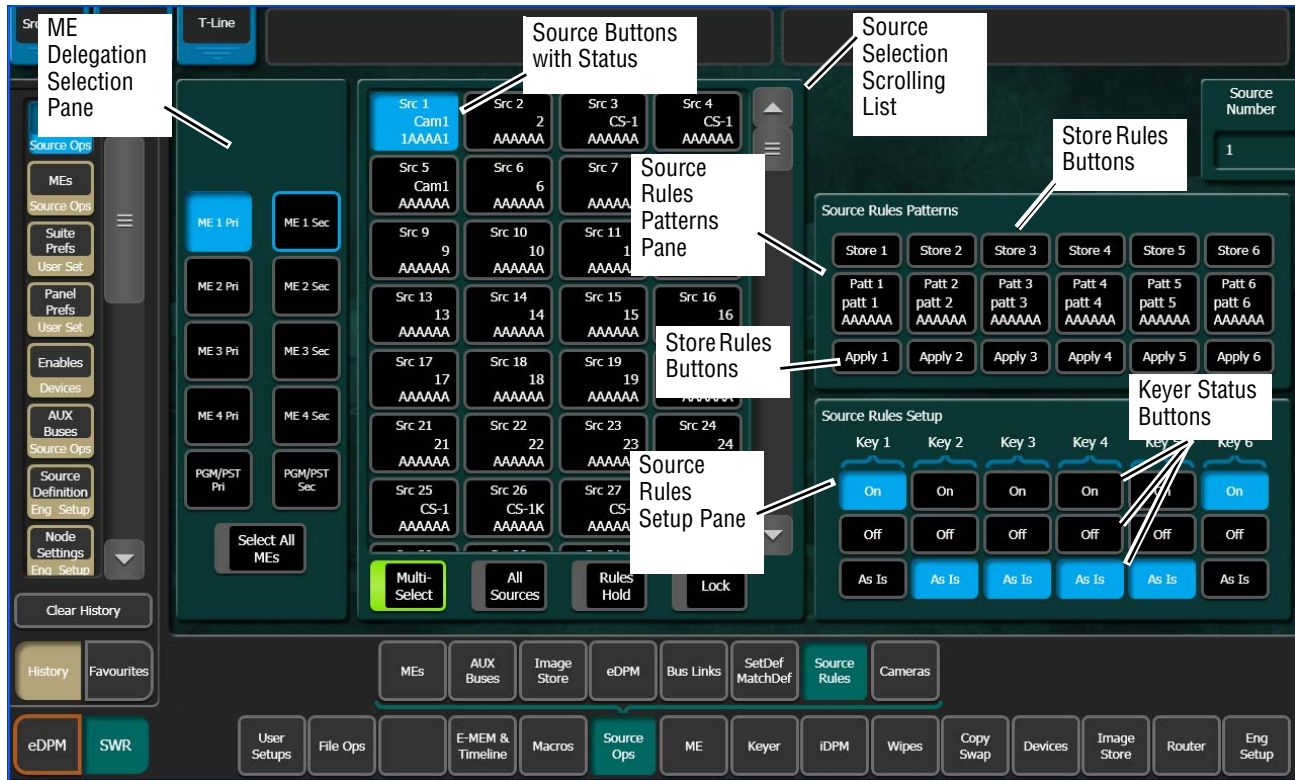 Src
ME
Delegation
Selection
Pane
T-Line
Source Buttons
with Status
Source
Selection
Scrolling
List
Source
Number
1
Store Rules
Buttons
Source Ops
MEs
Source Ops
Suite
Prefs
User Set
Panel
Prefs
User Set
Enables
Devices
AUX
Buses
Source Ops
Source
Definition
Eng Setup
Node
Settings
Eng Setup
Clear History
History
Favourites
eDPM
SWR
ME 1 Pri
ME 1 Sec
ME 2 Pri
ME 2 Sec
ME 3 Pri
ME 3 Sec
ME 4 Pri
ME 4 Sec
PGM/PST
Pri
PGM/PST
Sec
Select All
MEs
Src 1
Cam1
1AAAA1
Src 2
2
AAAAAA
Src 3
CS-1
AAAAAA
Src 4
CS-1
AAAAAA
Src 5
Cam1
AAAAAA
Src 6
6
AAAAAA
Src 7
AAAAA
Src 9
9
AAAAAA
Src 10
10
AAAAAA
Src 11
1
AAAAA
Src 13
13
AAAAAA
Src 14
14
AAAAAA
Src 15
15
AAAAAA
Src 16
16
Src 17
17
AAAAAA
Src 18
18
AAAAAA
Src 19
19
AAAAAA
Src 21
21
AAAAAA
Src 22
22
AAAAAA
Src 23
23
AAAAA
Src 24
24
Src 25
CS-1
AAAAAA
Src 26
CS-1K
AAAAAA
Src 27
CS-
AAAAA
Multi-
Select
All
Sources
Rules
Hold
Lock
Source
Rules
Patterns
Pane
Store Rules
Buttons
Source
Rules
Setup Pane
Source Rules Patterns
Store 1
Store 2
Store 3
Store 4
Store 5
Store 6
Patt 1
patt 1
AAAAAA
Patt 2
patt 2
AAAAAA
Patt 3
patt 3
AAAAAA
Patt 4
patt 4
AAAAAA
Patt 5
patt 5
AAAAAA
Patt 6
patt 6
AAAAAA
Apply 1
Apply 2
Apply 3
Apply 4
Apply 5
Apply 6
Keyer Status
Buttons
Source Rules Setup
Key 1
Key 2
Key 3
Key 4
Key 5
Key 6
On
On
On
On
On
On
Off
Off
Off
Off
Off
Off
As Is
As Is
As Is
As Is
As Is
As Is
MEs
AUX
Buses
Image
Store
eDPM
Bus Links
SetDef
MatchDef
Source
Rules
Cameras
User
Setups
File Ops
E-MEM &
Timeline
Macros
Source
Ops
ME
Keyer
iDPM
Wipes
Copy
Swap
Devices
Image
Store
Router
Eng
Setup